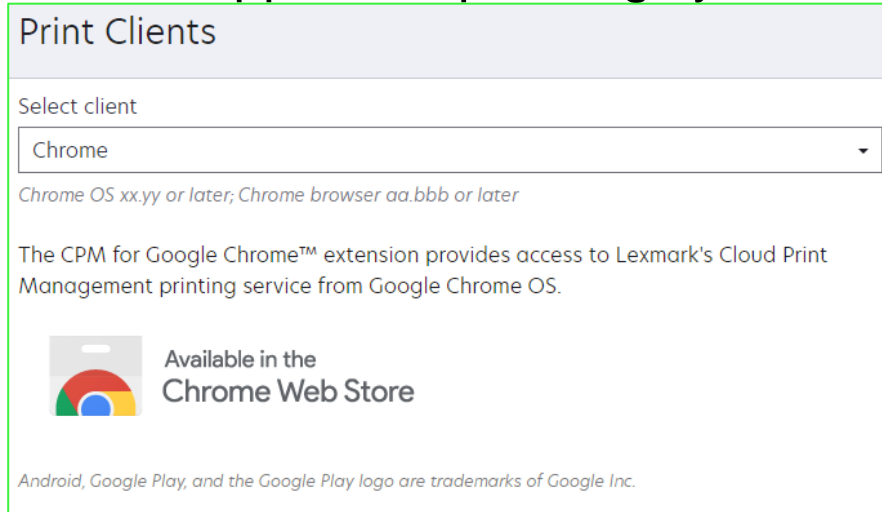 Print Clients
Select client
Chrome
Chrome OS xx.yy or later; Chrome browser aa.bbb or later
The CPM for Google Chrome™ extension provides access to Lexmark's Cloud Print
Management printing service from Google Chrome OS.
Available in the
Chrome Web Store
Android, Google Play, and the Google Play logo are trademarks of Google Inc.